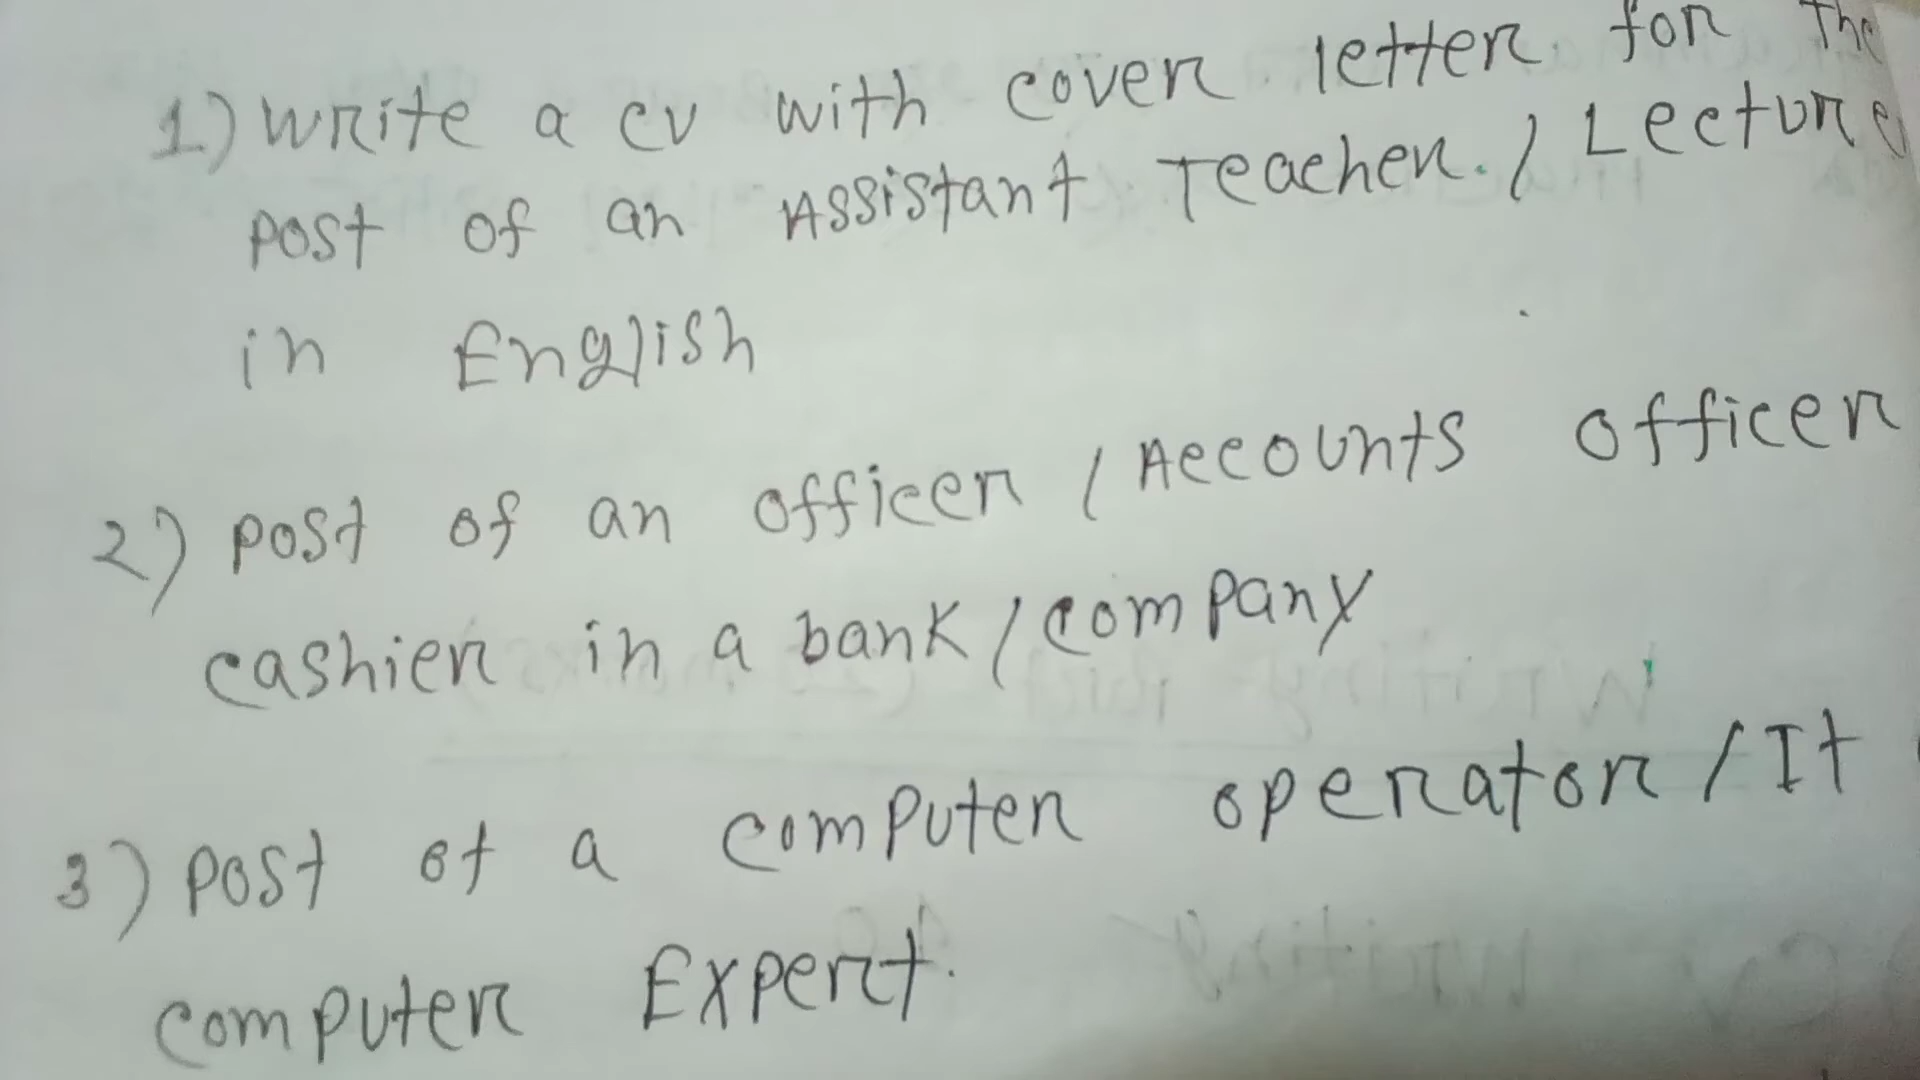 1) write a cv with cover letter for The
post of an Assistant Teacher. / Lecture
in English
2) post of an officer / Accounts officer
cashier in a bank / company
3) post of a computer operator / It
computer Expert.